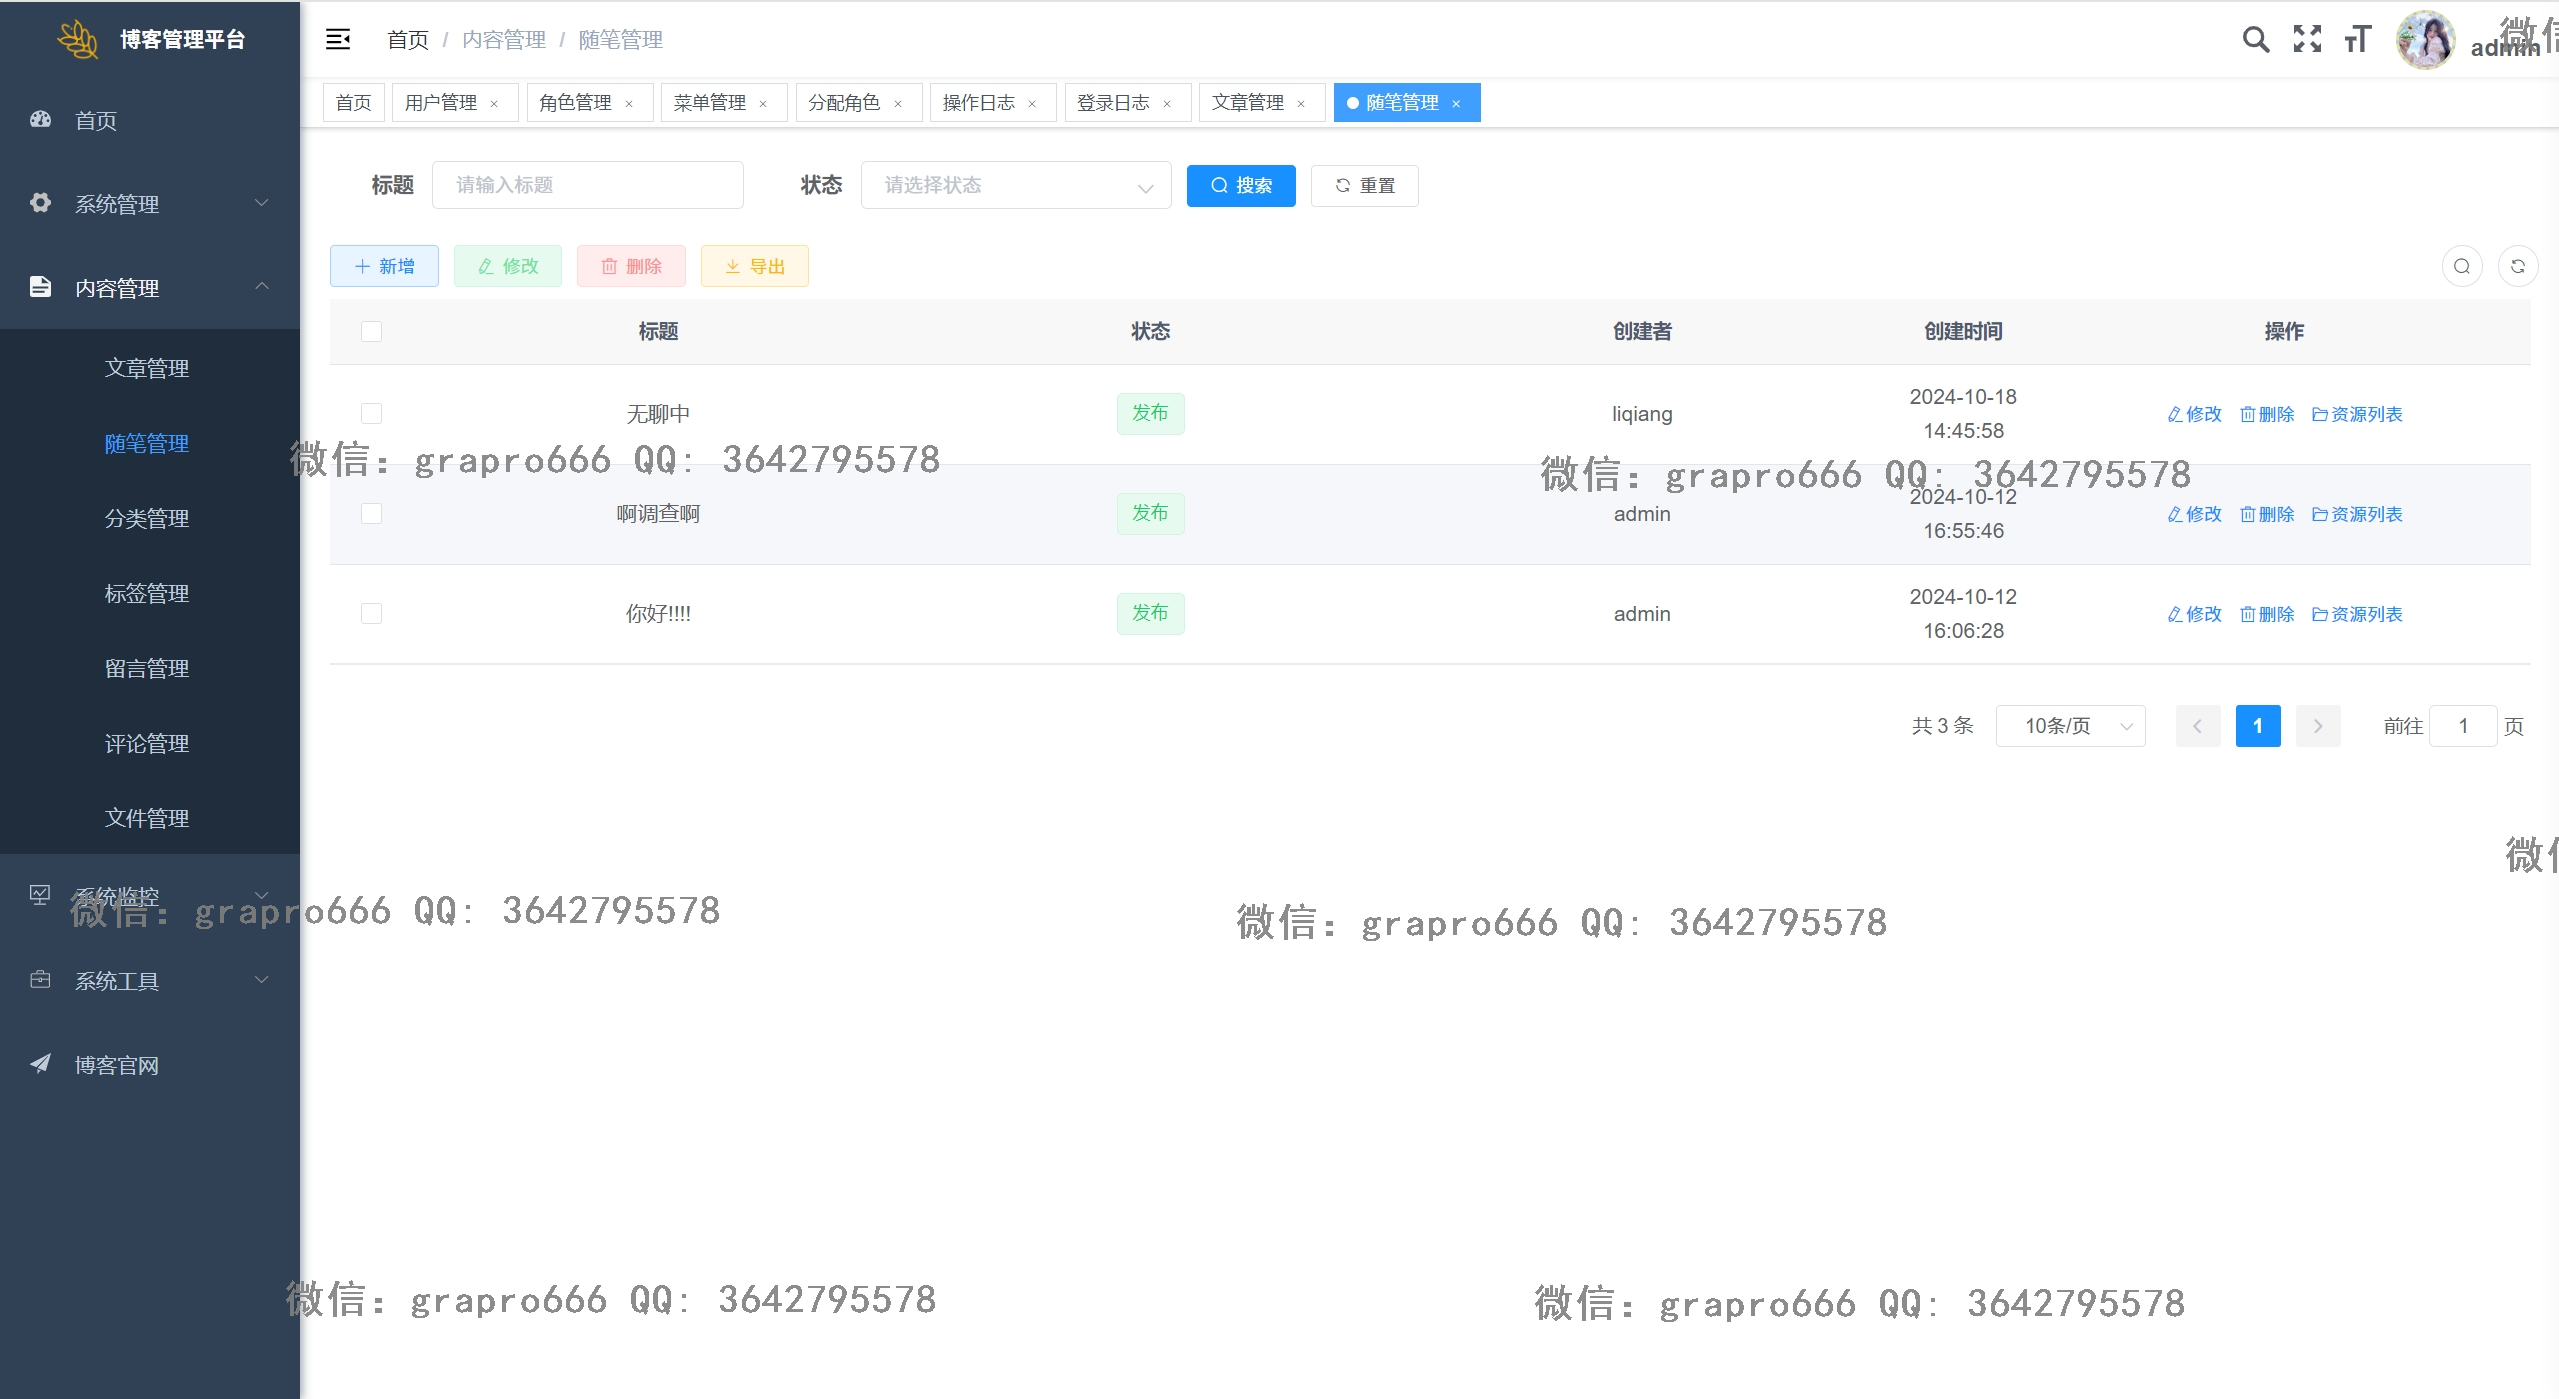 博客管理平台
首页 / 内容管理 / 随笔管理
admin
微信
首页
用户管理 ×
角色管理 ×
菜单管理 ×
分配角色 ×
操作日志 ×
登录日志 ×
文章管理 ×
随笔管理 ×
首页
系统管理
内容管理
文章管理
随笔管理
分类管理
标签管理
留言管理
评论管理
文件管理
系统监控
系统工具
博客官网
标题 请输入标题 状态 请选择状态 搜索 重置
新增 修改 删除 导出
标题 状态 创建者 创建时间 操作
无聊中 发布 liqiang 2024-10-18 14:45:58 修改 删除 资源列表
微信: grapro666 QQ: 3642795578
微信: grapro666 QQ: 3642795578
啊调查啊 发布 admin 2024-10-12 16:55:46 修改 删除 资源列表
你好!!!! 发布 admin 2024-10-12 16:06:28 修改 删除 资源列表
共 3 条 10条/页 1 前往 1 页
微信
微信: grapro666 QQ: 3642795578
微信: grapro666 QQ: 3642795578
微信: grapro666 QQ: 3642795578
微信: grapro666 QQ: 3642795578